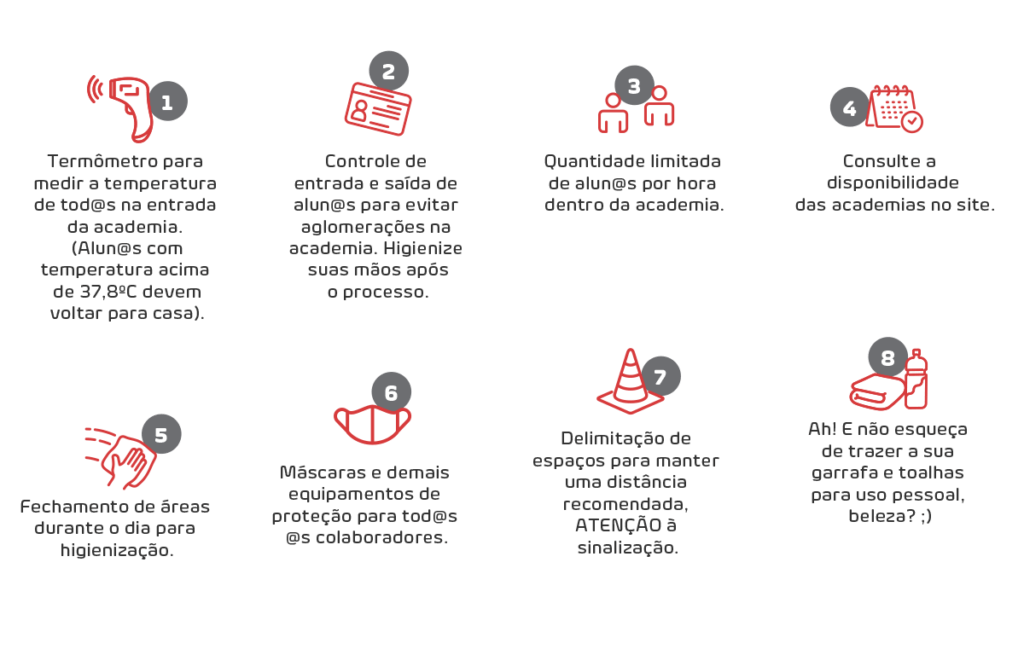 1
Termômetro para
medir a temperatura
de tod@s na entrada
da academia.
(Alun@s com
temperatura acima
de 37,8ºC devem
voltar para casa).
2
Controle de
entrada e saída de
alun@s para evitar
aglomerações na
academia. Higienize
suas mãos após
o processo.
3
Quantidade limitada
de alun@s por hora
dentro da academia.
4
Consulte a
disponibilidade
das academias no site.
5
Fechamento de áreas
durante o dia para
higienização.
6
Máscaras e demais
equipamentos de
proteção para tod@s
@s colaboradores.
7
Delimitação de
espaços para manter
uma distância
recomendada,
ATENÇÃO à
sinalização.
8
Ah! E não esqueça
de trazer a sua
garrafa e toalhas
para uso pessoal,
beleza? ;)